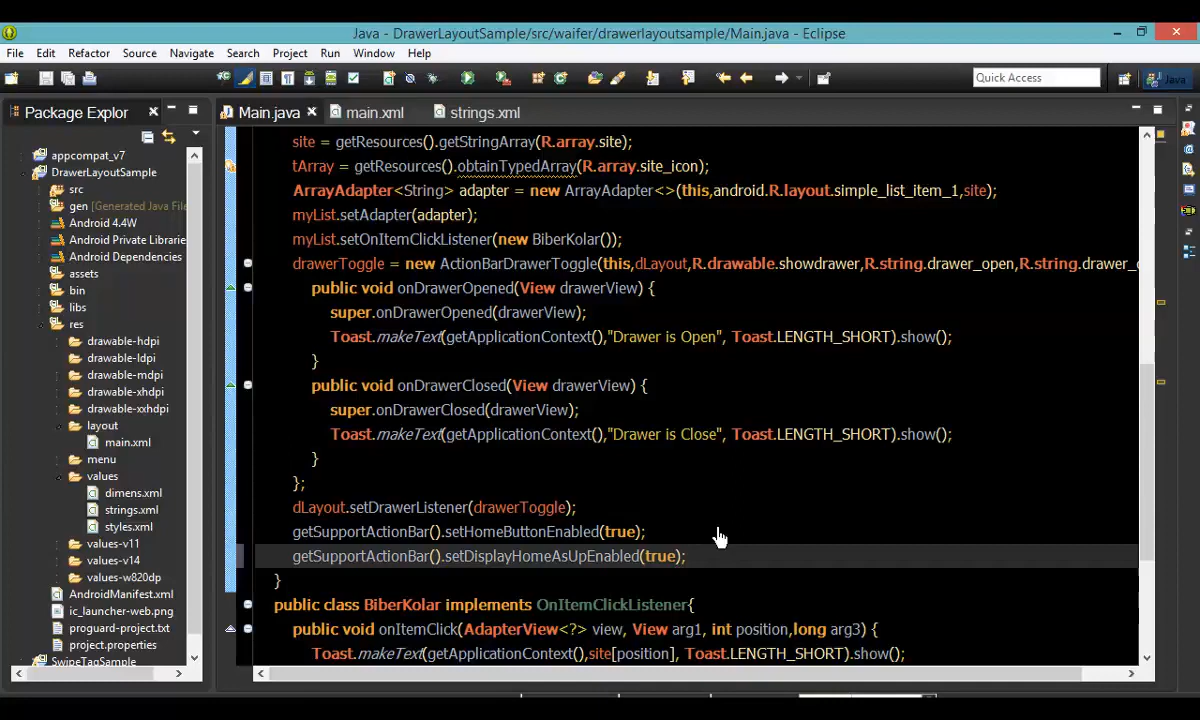 Java - DrawerLayoutSample/src/waifer/drawerlayoutsample/Main.java - Eclipse
File Edit Refactor Source Navigate Search Project Run Window Help
Quick Access
Java
Package Explor
Main.java
main.xml
strings.xml
appcompat_v7
DrawerLayoutSample
src
gen [Generated Java File
Android 4.4W
Android Private Librarie
Android Dependencies
assets
bin
libs
res
drawable-hdpi
drawable-ldpi
drawable-mdpi
drawable-xhdpi
drawable-xxhdpi
layout
main.xml
menu
values
dimens.xml
strings.xml
styles.xml
values-v11
values-v14
values-w820dp
AndroidManifest.xml
ic_launcher-web.png
proguard-project.txt
project.properties
SwipeTagSample
site = getResources().getStringArray(R.array.site);
tArray = getResources().obtainTypedArray(R.array.site_icon);
ArrayAdapter<String> adapter = new ArrayAdapter<>(this,android.R.layout.simple_list_item_1,site);
myList.setAdapter(adapter);
myList.setOnItemClickListener(new BiberKolar());
drawerToggle = new ActionBarDrawerToggle(this,dLayout,R.drawable.showdrawer,R.string.drawer_open,R.string.drawer_c
public void onDrawerOpened(View drawerView) {
super.onDrawerOpened(drawerView);
Toast.makeText(getApplicationContext(),"Drawer is Open", Toast.LENGTH_SHORT).show();
}
public void onDrawerClosed(View drawerView) {
super.onDrawerClosed(drawerView);
Toast.makeText(getApplicationContext(),"Drawer is Close", Toast.LENGTH_SHORT).show();
}
};
dLayout.setDrawerListener(drawerToggle);
getSupportActionBar().setHomeButtonEnabled(true);
getSupportActionBar().setDisplayHomeAsUpEnabled(true);
}
public class BiberKolar implements OnItemClickListener{
public void onItemClick(AdapterView<?> view, View arg1, int position,long arg3) {
Toast.makeText(getApplicationContext(),site[position], Toast.LENGTH_SHORT).show();